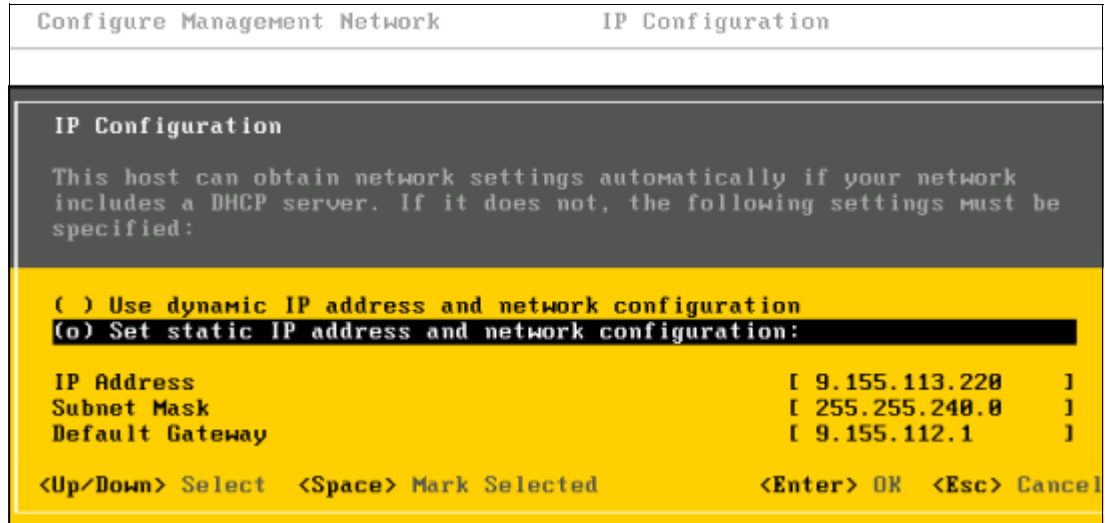 Configure Management Network IP Configuration
IP Configuration
This host can obtain network settings automatically if your network
includes a DHCP server. If it does not, the following settings must be
specified:
( ) Use dynamic IP address and network configuration
(o) Set static IP address and network configuration:
IP Address [ 9.155.113.220 ]
Subnet Mask [ 255.255.240.0 ]
Default Gateway [ 9.155.112.1 ]
<Up/Down> Select <Space> Mark Selected <Enter> OK <Esc> Cancel